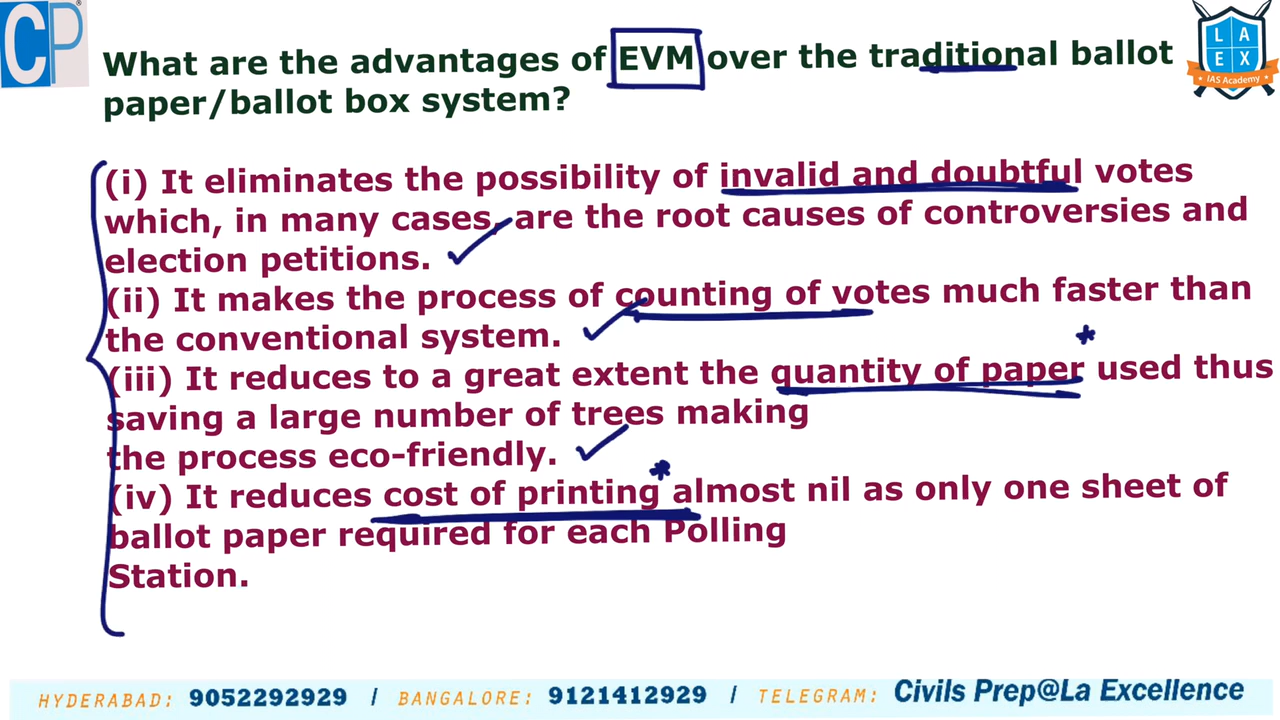 CP
LAEX
IAS Academy
What are the advantages of EVM over the traditional ballot
paper/ballot box system?
(i) It eliminates the possibility of invalid and doubtful votes
which, in many cases, are the root causes of controversies and
election petitions.
(ii) It makes the process of counting of votes much faster than
the conventional system.
(iii) It reduces to a great extent the quantity of paper used thus
saving a large number of trees making
the process eco-friendly.
(iv) It reduces cost of printing almost nil as only one sheet of
ballot paper required for each Polling
Station.
HYDERABAD: 9052292929 / BANGALORE: 9121412929 / TELEGRAM: Civils Prep@La Excellence